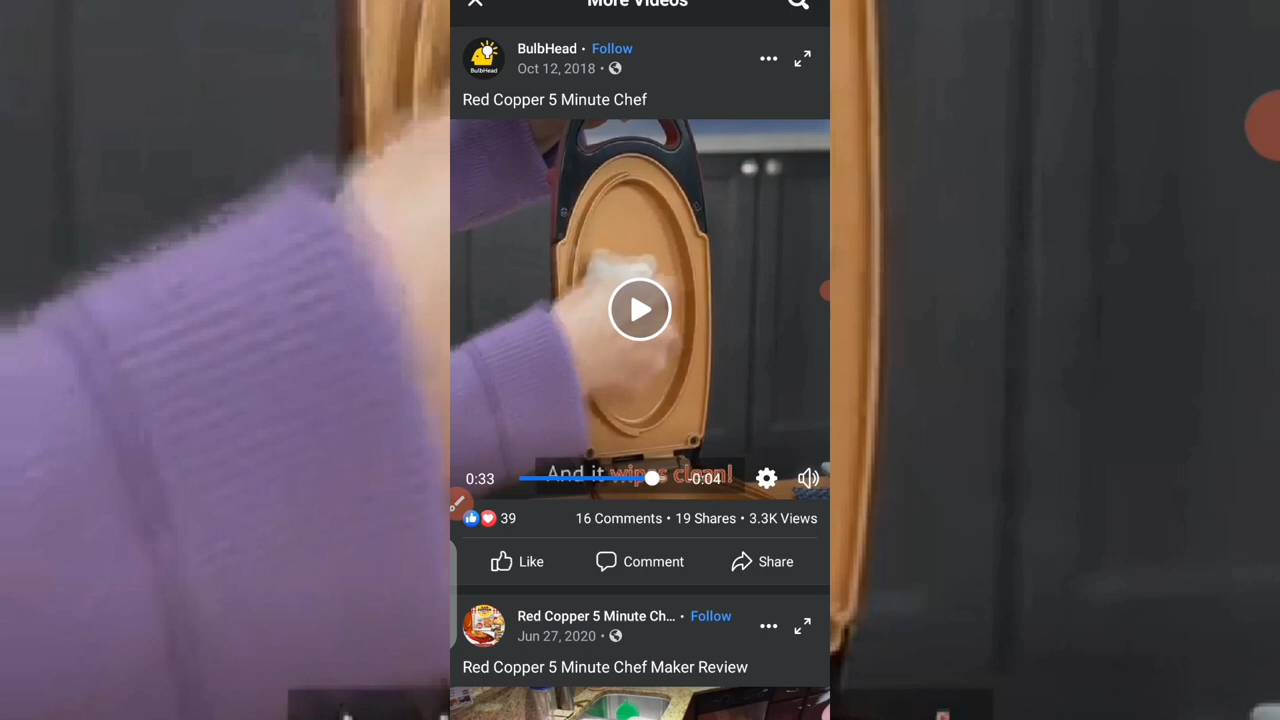 More Videos
BulbHead · Follow
Oct 12, 2018 ·
BulbHead
Red Copper 5 Minute Chef
And it wipes clean!
0:33
-0:04
39
16 Comments · 19 Shares · 3.3K Views
Like
Comment
Share
Red Copper 5 Minute Ch... · Follow
Jun 27, 2020 ·
Red Copper 5 Minute Chef Maker Review